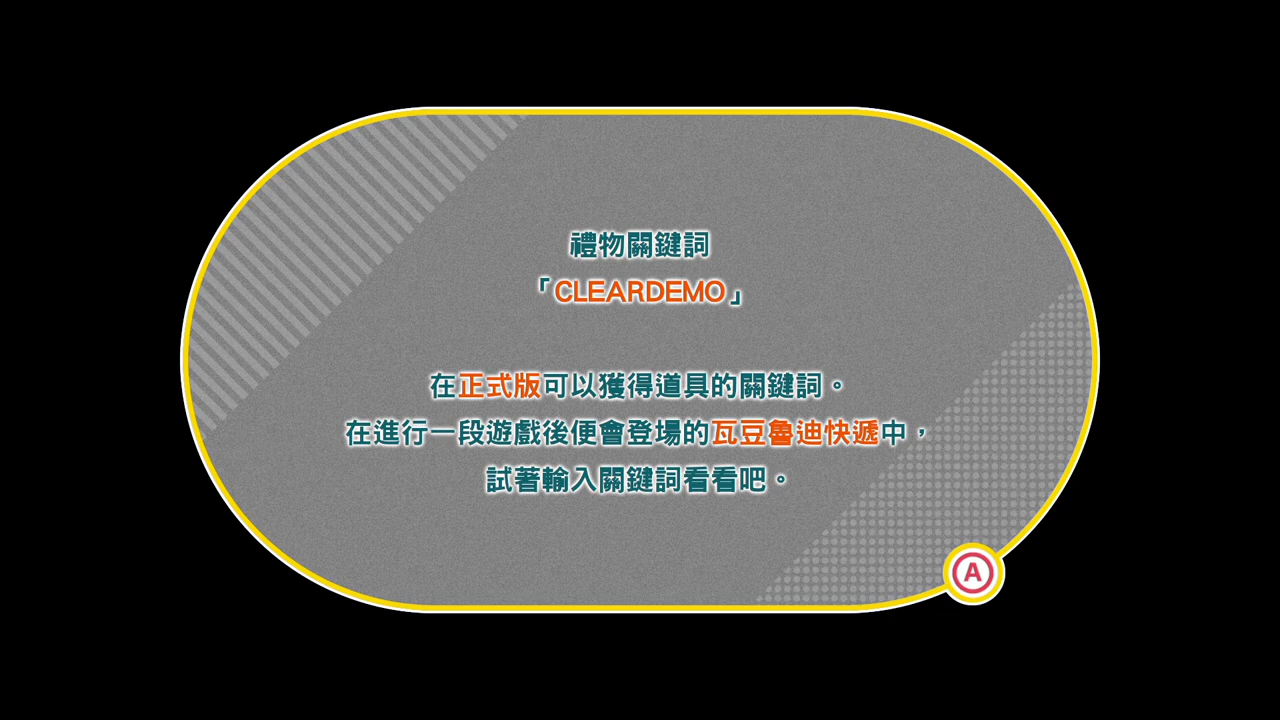 禮物關鍵詞
「CLEARDEMO」
在正式版可以獲得道具的關鍵詞。
在進行一段遊戲後便會登場的瓦豆魯迪快遞中，
試著輸入關鍵詞看看吧。
A